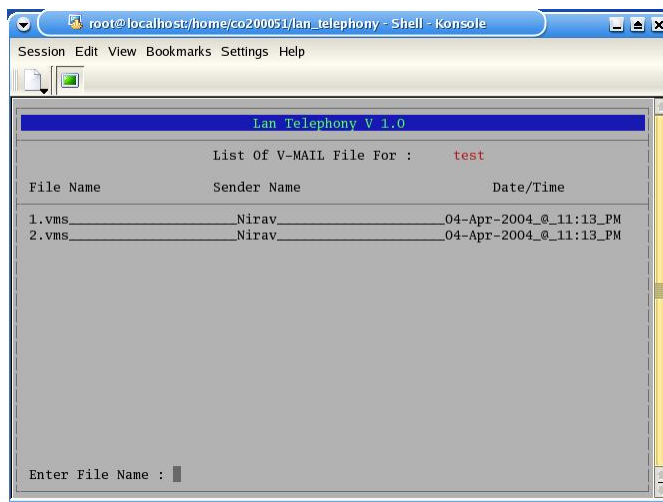 root@localhost:/home/co200051/lan_telephony - Shell - Konsole
Session Edit View Bookmarks Settings Help
Lan Telephony V 1.0
List Of V-MAIL File For : test
File Name Sender Name Date/Time
1.vms_____________________Nirav_____________________04-Apr-2004_@_11:13_PM
2.vms_____________________Nirav_____________________04-Apr-2004_@_11:13_PM
Enter File Name :